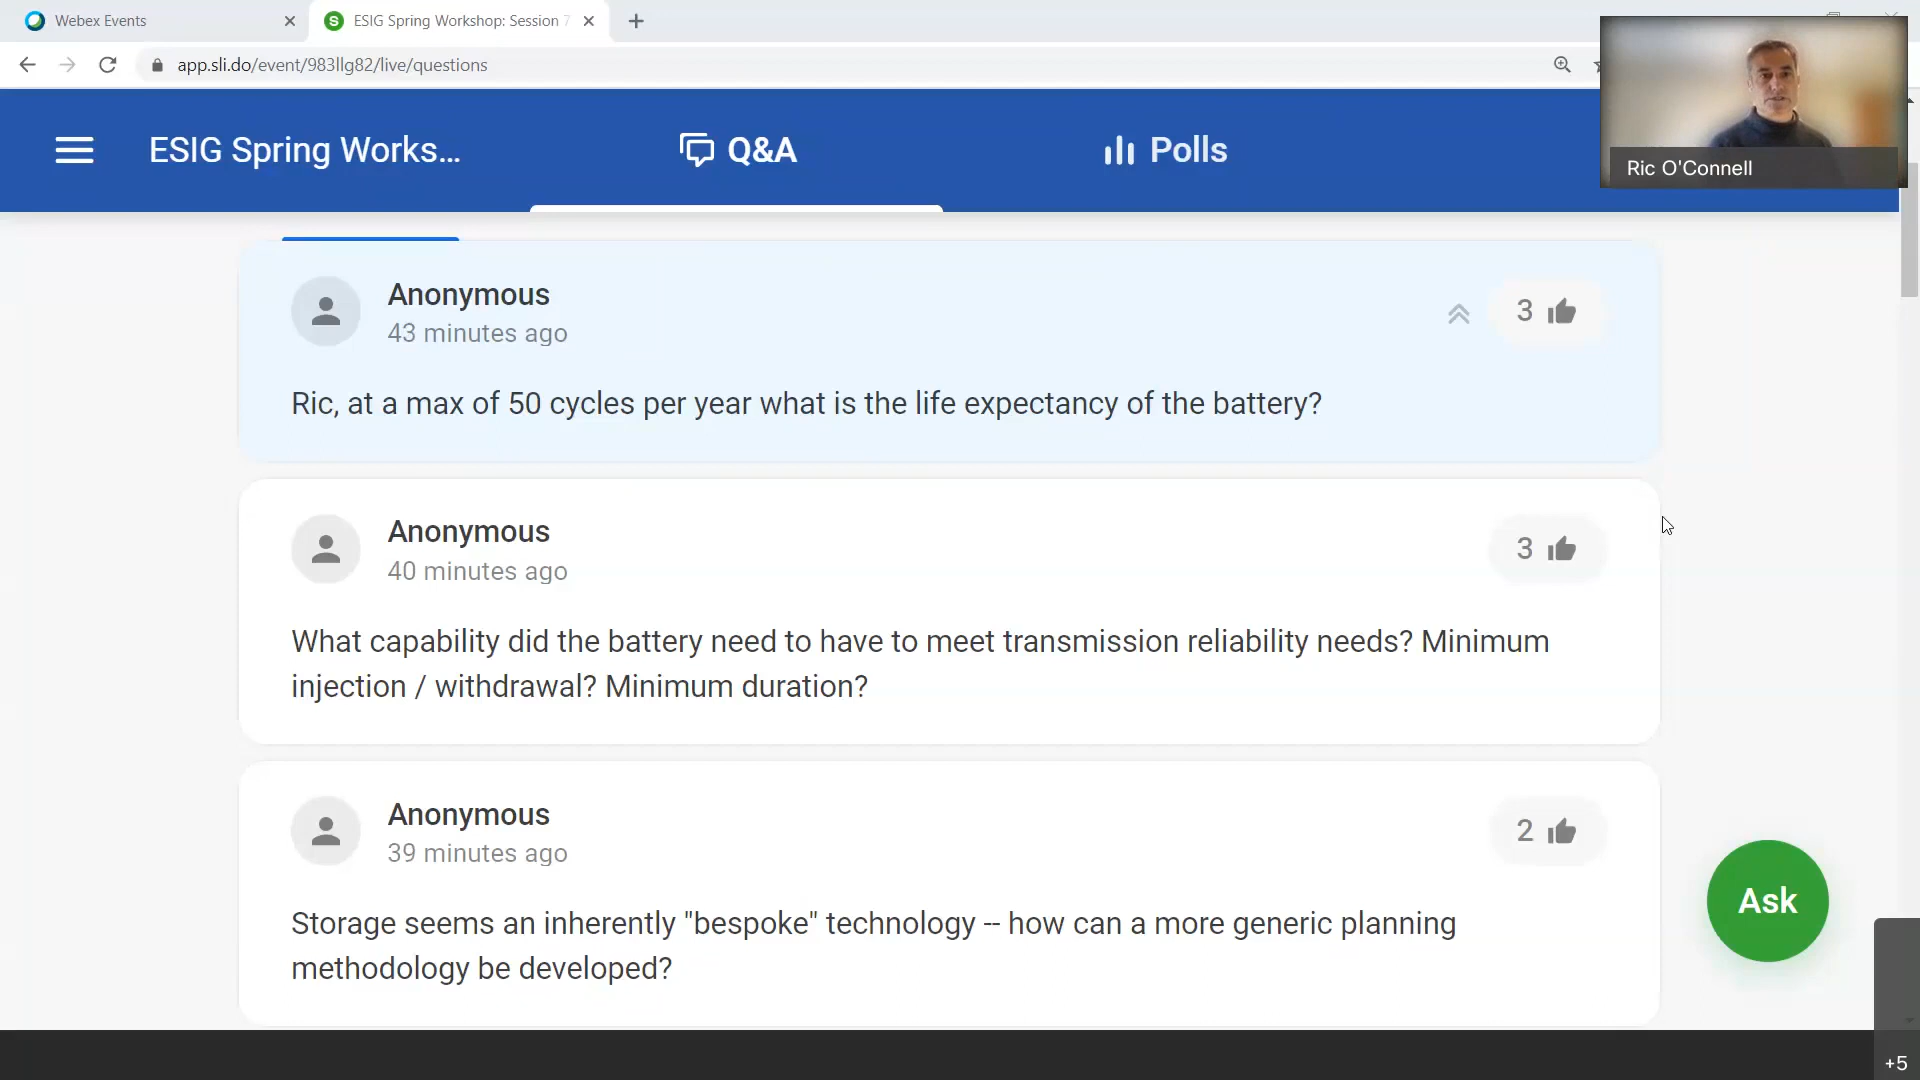 Webex Events
S ESIG Spring Workshop: Session 7
app.sli.do/event/983llg82/live/questions
ESIG Spring Works...
Q&A
Polls
Ric O'Connell
Anonymous
43 minutes ago
3
Ric, at a max of 50 cycles per year what is the life expectancy of the battery?
Anonymous
40 minutes ago
3
What capability did the battery need to have to meet transmission reliability needs? Minimum
injection / withdrawal? Minimum duration?
Anonymous
39 minutes ago
2
Storage seems an inherently "bespoke" technology -- how can a more generic planning
methodology be developed?
Ask
+5